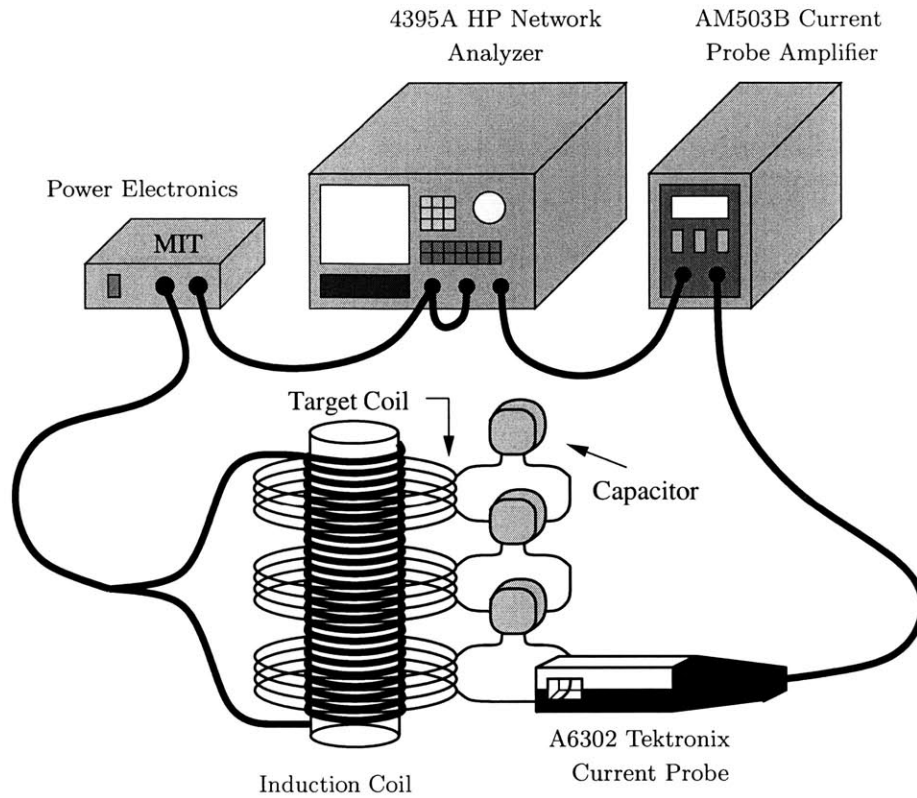 4395A HP Network
Analyzer
AM503B Current
Probe Amplifier
Power Electronics
MIT
Target Coil
Capacitor
A6302 Tektronix
Current Probe
Induction Coil